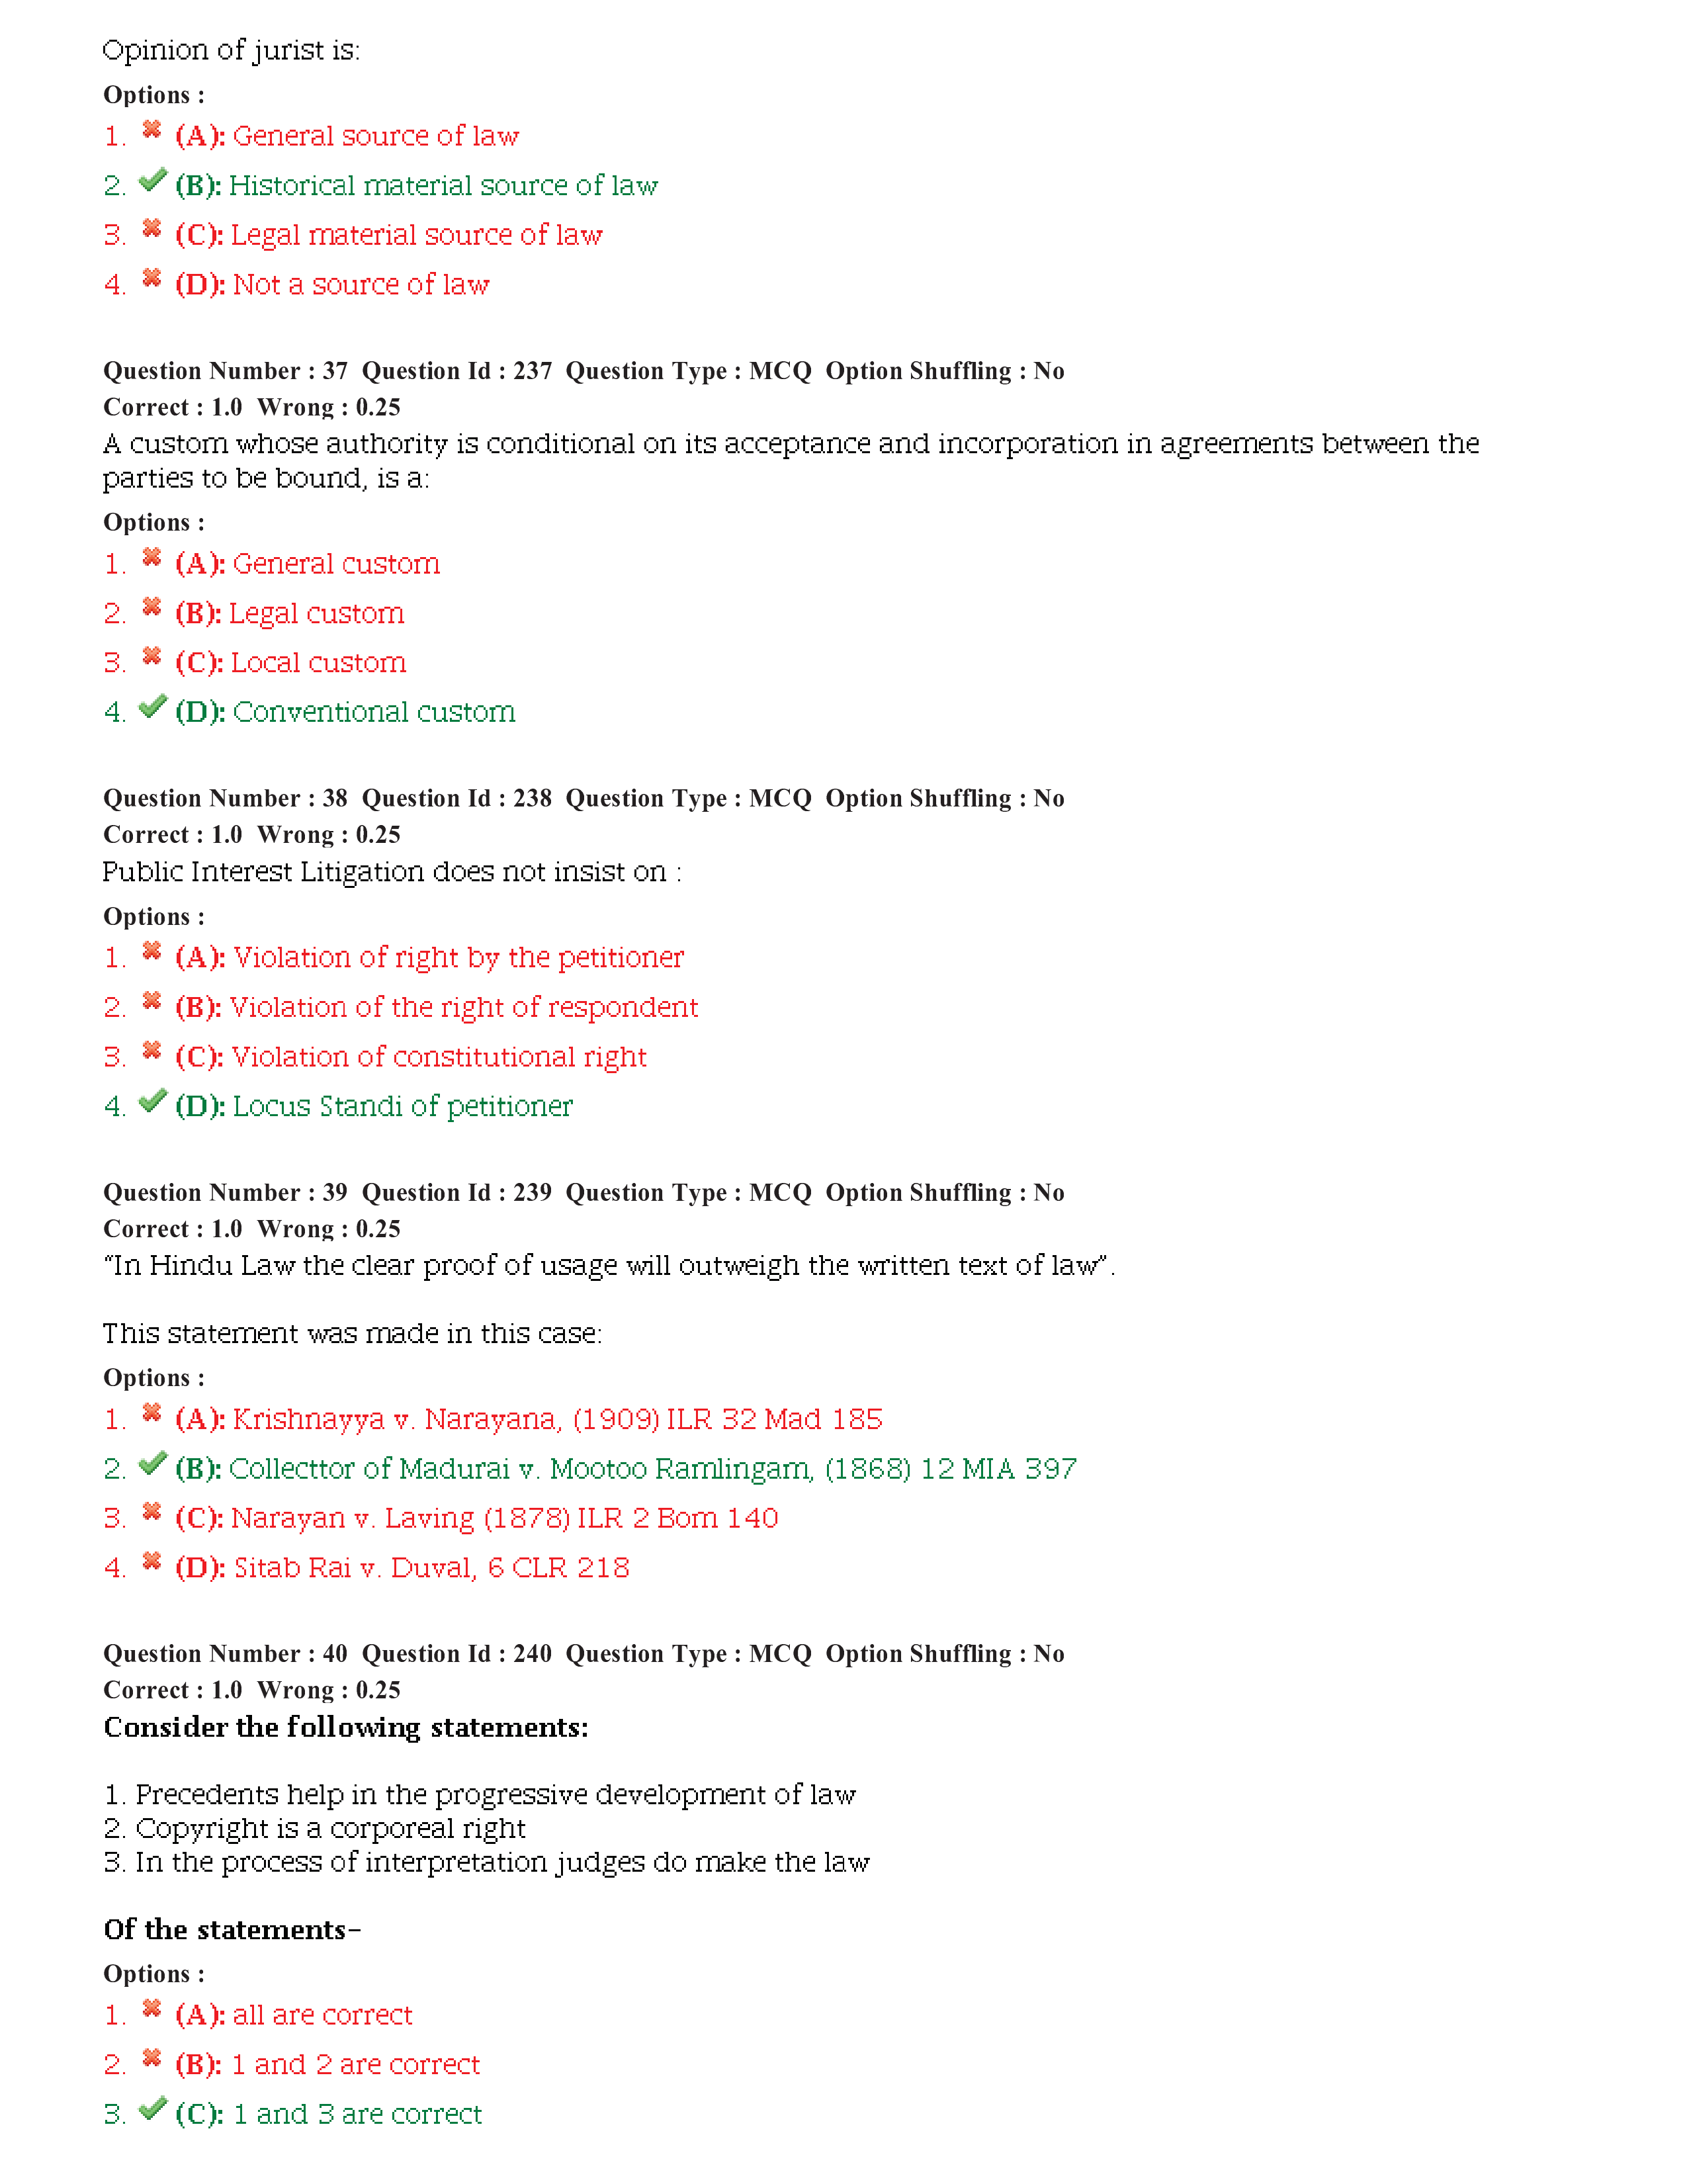 Opinion of jurist is:
Options :
1. (A): General source of law
2. (B): Historical material source of law
3. (C): Legal material source of law
4. (D): Not a source of law
Question Number : 37 Question Id : 237 Question Type : MCQ Option Shuffling : No
Correct : 1.0 Wrong : 0.25
A custom whose authority is conditional on its acceptance and incorporation in agreements between the
parties to be bound, is a:
Options :
1. (A): General custom
2. (B): Legal custom
3. (C): Local custom
4. (D): Conventional custom
Question Number : 38 Question Id : 238 Question Type : MCQ Option Shuffling : No
Correct : 1.0 Wrong : 0.25
Public Interest Litigation does not insist on :
Options :
1. (A): Violation of right by the petitioner
2. (B): Violation of the right of respondent
3. (C): Violation of constitutional right
4. (D): Locus Standi of petitioner
Question Number : 39 Question Id : 239 Question Type : MCQ Option Shuffling : No
Correct : 1.0 Wrong : 0.25
“In Hindu Law the clear proof of usage will outweigh the written text of law”.
This statement was made in this case:
Options :
1. (A): Krishnayya v. Narayana, (1909) ILR 32 Mad 185
2. (B): Collecttor of Madurai v. Mootoo Ramlingam, (1868) 12 MIA 397
3. (C): Narayan v. Laving (1878) ILR 2 Bom 140
4. (D): Sitab Rai v. Duval, 6 CLR 218
Question Number : 40 Question Id : 240 Question Type : MCQ Option Shuffling : No
Correct : 1.0 Wrong : 0.25
Consider the following statements:
1. Precedents help in the progressive development of law
2. Copyright is a corporeal right
3. In the process of interpretation judges do make the law
Of the statements–
Options :
1. (A): all are correct
2. (B): 1 and 2 are correct
3. (C): 1 and 3 are correct